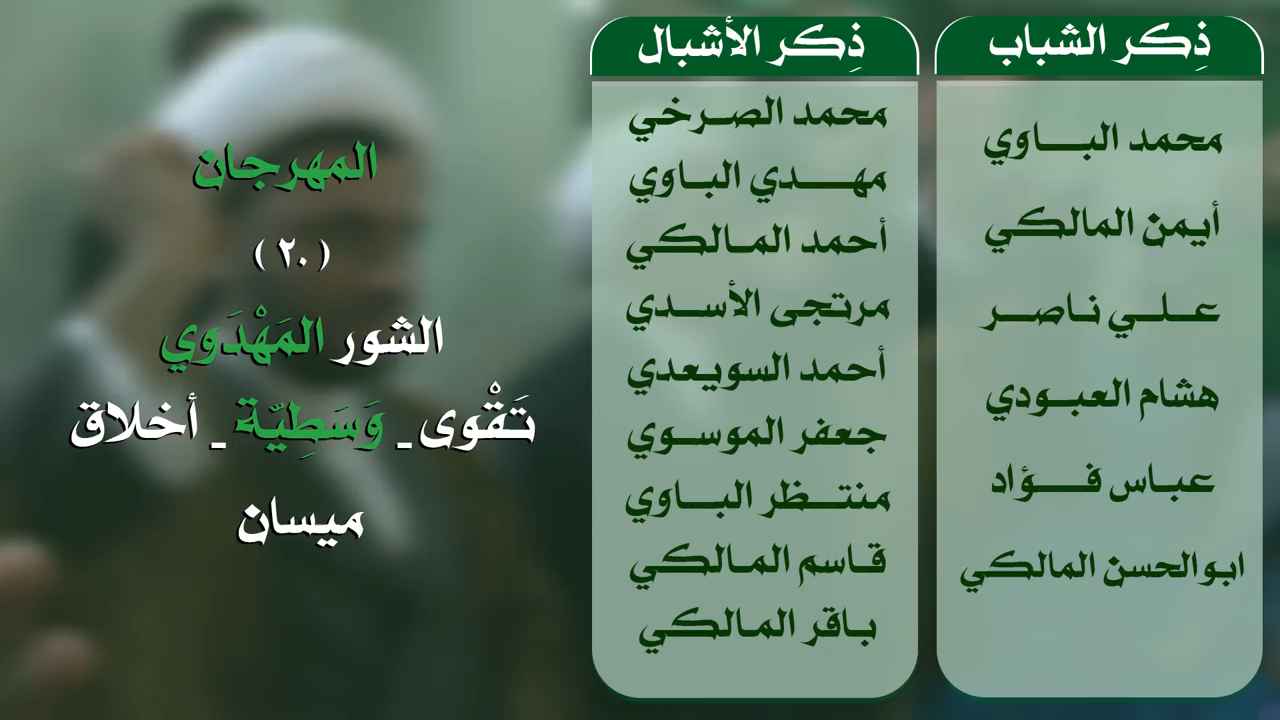 ذِكر الشباب
محمد الباوي
أيمن المالكي
علي ناصر
هشام العبودي
عباس فؤاد
ابوالحسن المالكي
ذِكر الأشبال
محمد الصرخي
مهدي الباوي
أحمد المالكي
مرتجى الأسدي
أحمد السويعدي
جعفر الموسوي
منتظر الباوي
قاسم المالكي
باقر المالكي
المهرجان
(٢٠)
الشور المَهْدَوي
تَقْوى ـ وَسَطِيّة ـ أخلاق
ميسان